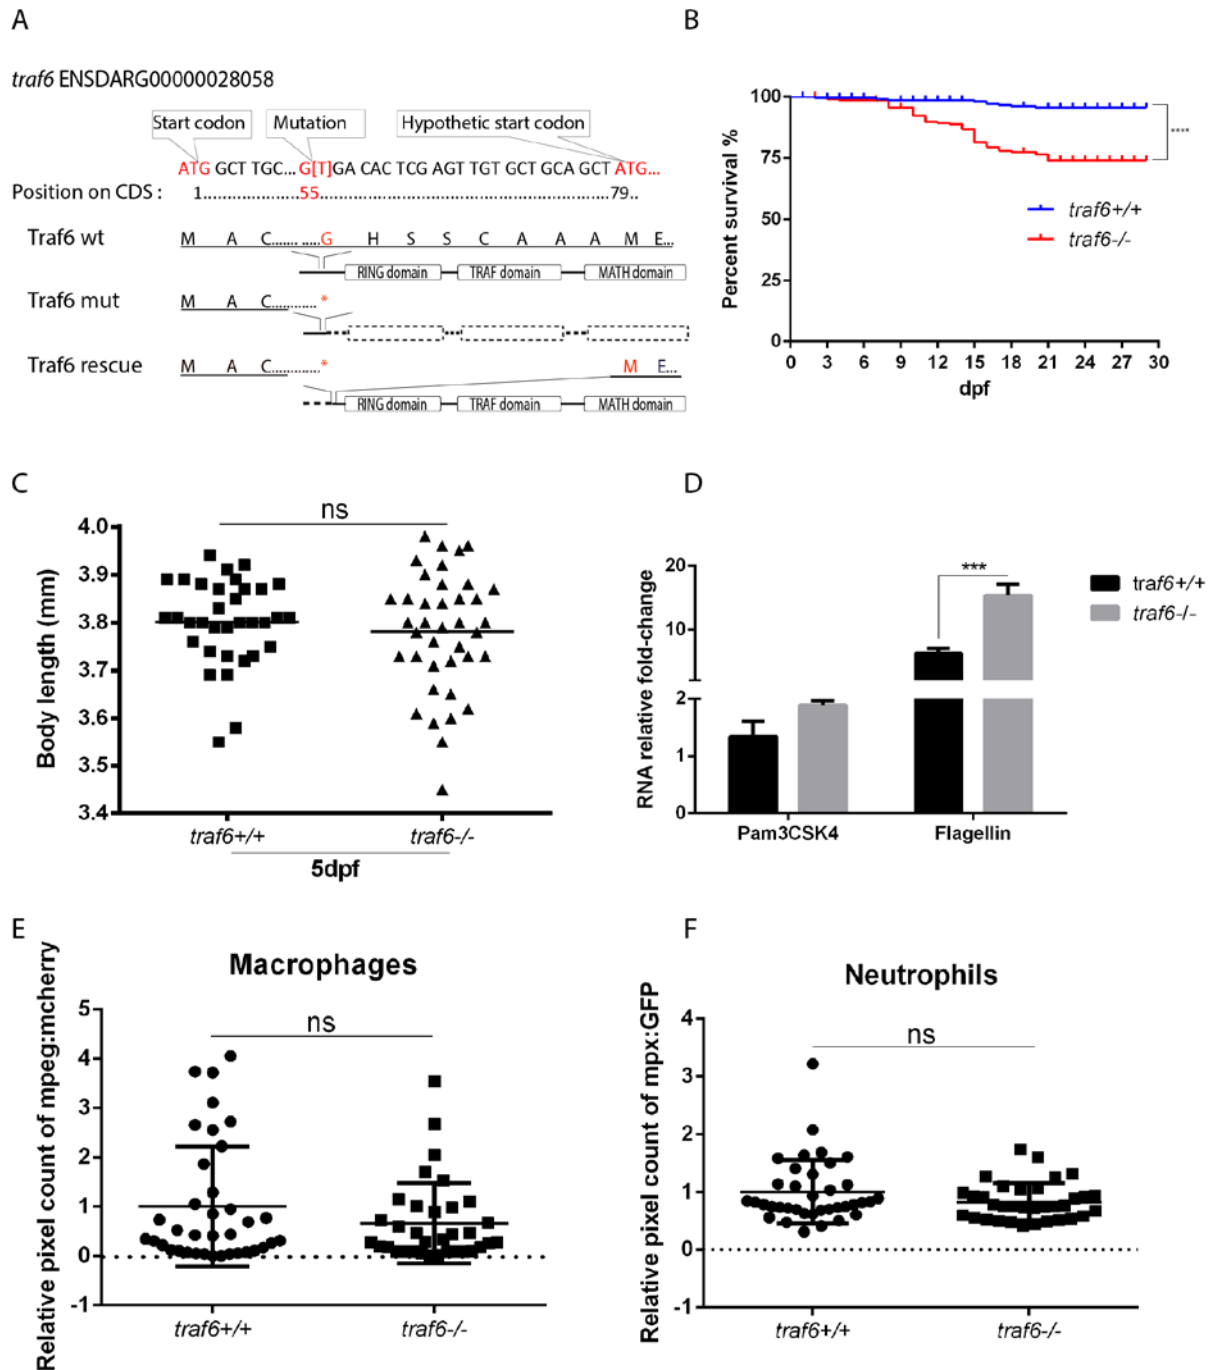 A
traf6 ENSDARG00000028058
Start codon
Mutation
Hypothetic start codon
ATG GCT TGC... G[T]GA CAC TCG AGT TGT GCT GCA GCT ATG...
Position on CDS : 1.................55...........................................................79..
Traf6 wt M A C....... .....G H S S C A A A M E...
RING domain TRAF domain MATH domain
Traf6 mut M A C............*
Traf6 rescue M A C............* M E...
RING domain TRAF domain MATH domain
B
Percent survival %
100
75
50
25
0
0 3 6 9 12 15 18 21 24 27 30
dpf
traf6+/+
traf6-/-
****
C
ns
Body length (mm)
4.0
3.9
3.8
3.7
3.6
3.5
3.4
traf6+/+ traf6-/-
5dpf
D
RNA relative fold-change
20
10
2
1
0
***
Pam3CSK4 Flagellin
traf6+/+
traf6-/-
E
Macrophages
ns
Relative pixel count of mpeg:mcherry
5
4
3
2
1
0
-1
traf6+/+ traf6-/-
F
Neutrophils
ns
Relative pixel count of mpx:GFP
4
3
2
1
0
-1
traf6+/+ traf6-/-